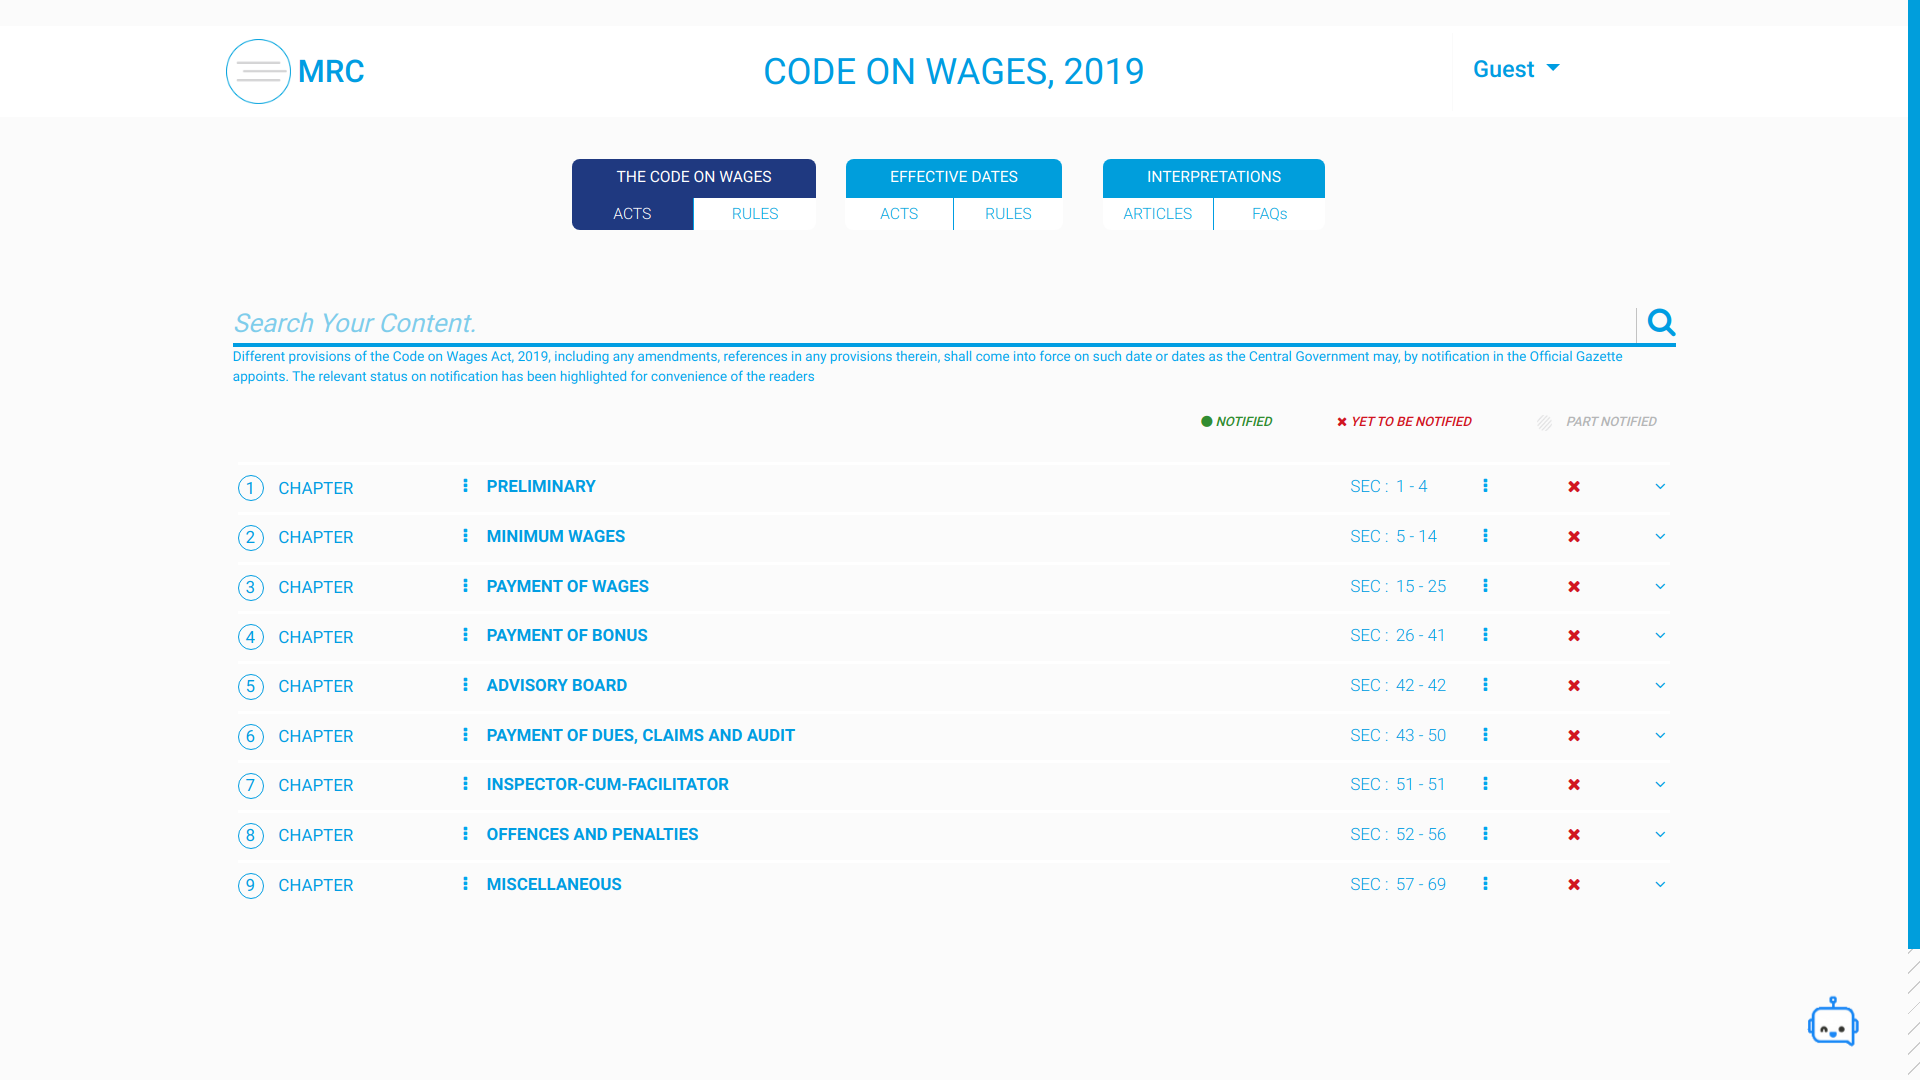 MRC
CODE ON WAGES, 2019
Guest
THE CODE ON WAGES
ACTS
RULES
EFFECTIVE DATES
ACTS
RULES
INTERPRETATIONS
ARTICLES
FAQs
Search Your Content.
Different provisions of the Code on Wages Act, 2019, including any amendments, references in any provisions therein, shall come into force on such date or dates as the Central Government may, by notification in the Official Gazette
appoints. The relevant status on notification has been highlighted for convenience of the readers
NOTIFIED YET TO BE NOTIFIED PART NOTIFIED
1 CHAPTER PRELIMINARY SEC : 1 - 4
2 CHAPTER MINIMUM WAGES SEC : 5 - 14
3 CHAPTER PAYMENT OF WAGES SEC : 15 - 25
4 CHAPTER PAYMENT OF BONUS SEC : 26 - 41
5 CHAPTER ADVISORY BOARD SEC : 42 - 42
6 CHAPTER PAYMENT OF DUES, CLAIMS AND AUDIT SEC : 43 - 50
7 CHAPTER INSPECTOR-CUM-FACILITATOR SEC : 51 - 51
8 CHAPTER OFFENCES AND PENALTIES SEC : 52 - 56
9 CHAPTER MISCELLANEOUS SEC : 57 - 69